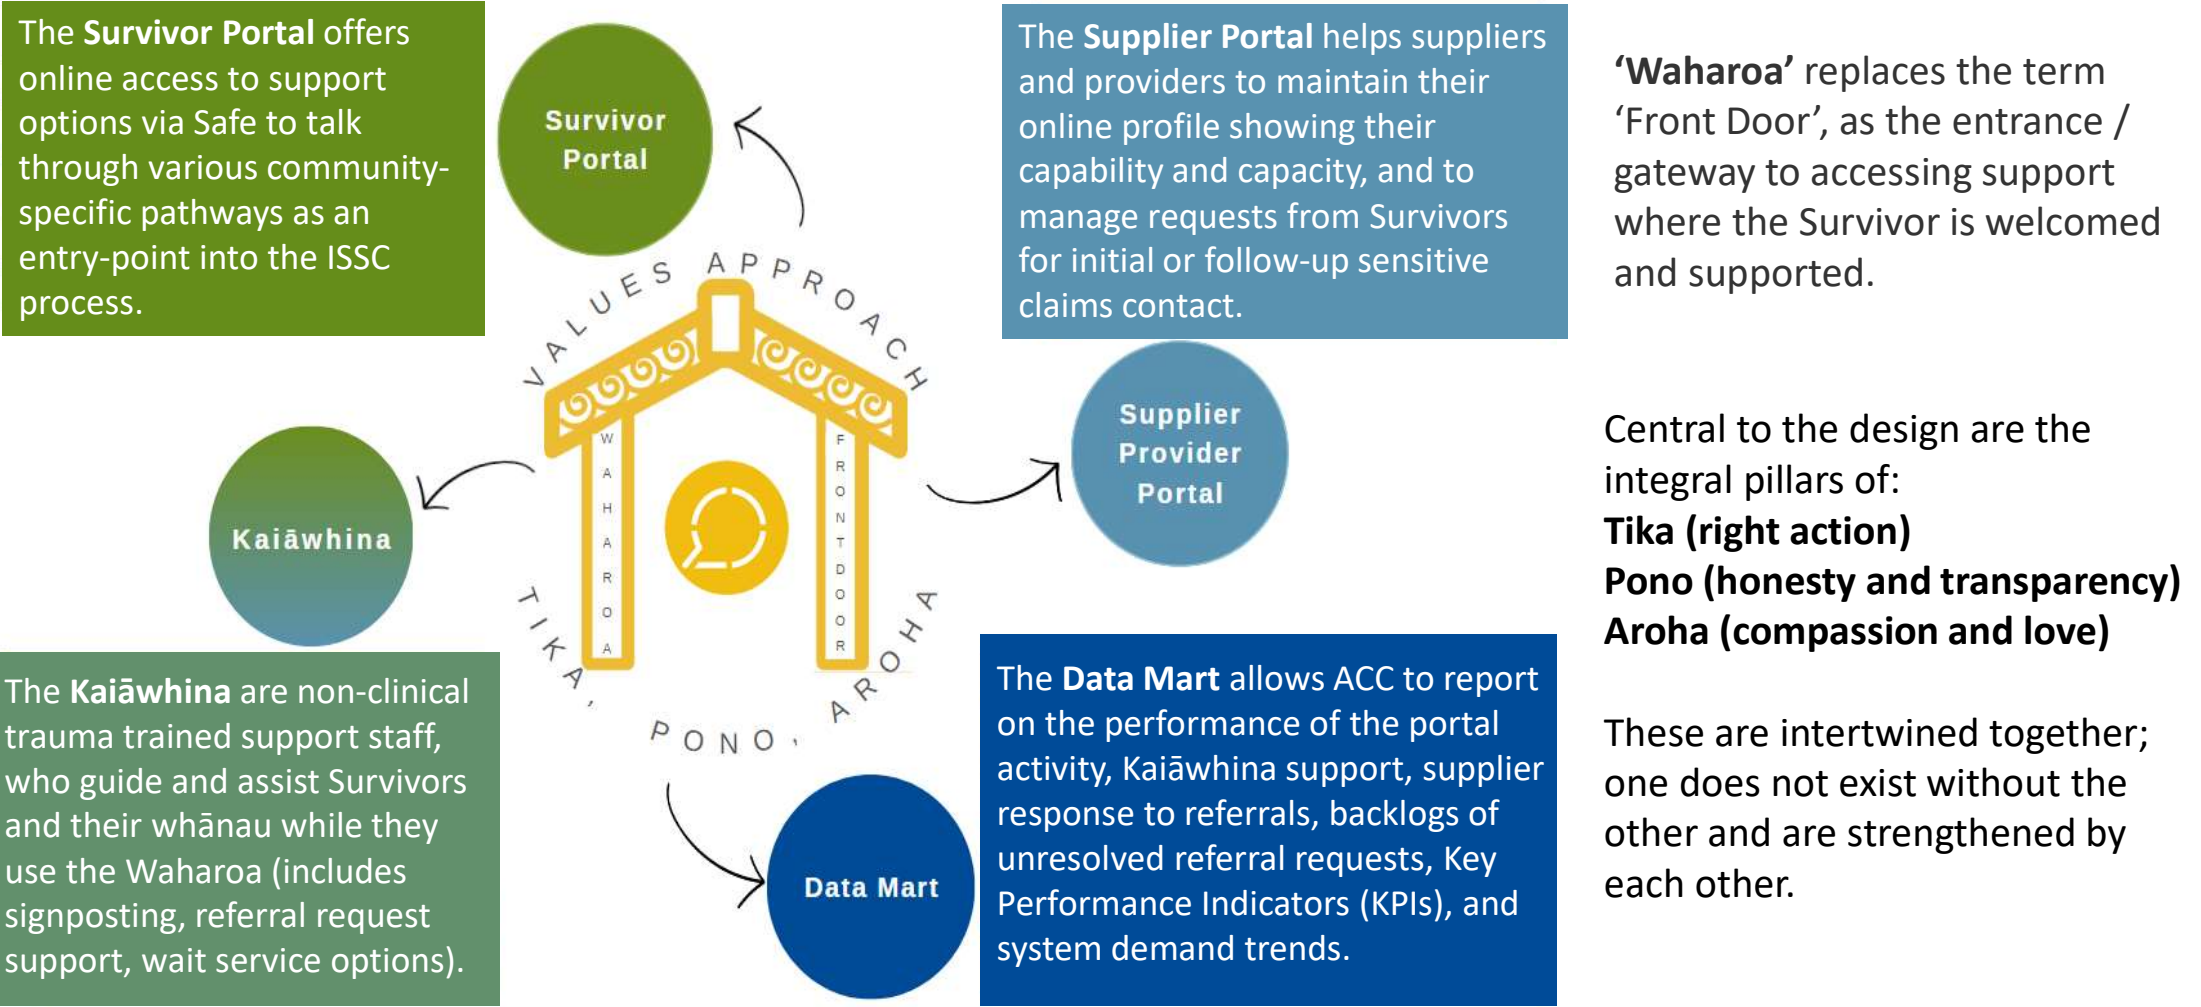 The Survivor Portal offers
online access to support
options via Safe to talk
through various community-
specific pathways as an
entry-point into the ISSC
process.
Survivor
Portal
The Supplier Portal helps suppliers
and providers to maintain their
online profile showing their
capability and capacity, and to
manage requests from Survivors
for initial or follow-up sensitive
claims contact.
‘Waharoa’ replaces the term
‘Front Door’, as the entrance /
gateway to accessing support
where the Survivor is welcomed
and supported.
VALUES APPROACH
WAHAROA
FRONTDOOR
TIKA, PONO, AROHA
Supplier
Provider
Portal
Kaiāwhina
Central to the design are the
integral pillars of:
Tika (right action)
Pono (honesty and transparency)
Aroha (compassion and love)
These are intertwined together;
one does not exist without the
other and are strengthened by
each other.
The Kaiāwhina are non-clinical
trauma trained support staff,
who guide and assist Survivors
and their whānau while they
use the Waharoa (includes
signposting, referral request
support, wait service options).
Data Mart
The Data Mart allows ACC to report
on the performance of the portal
activity, Kaiāwhina support, supplier
response to referrals, backlogs of
unresolved referral requests, Key
Performance Indicators (KPIs), and
system demand trends.